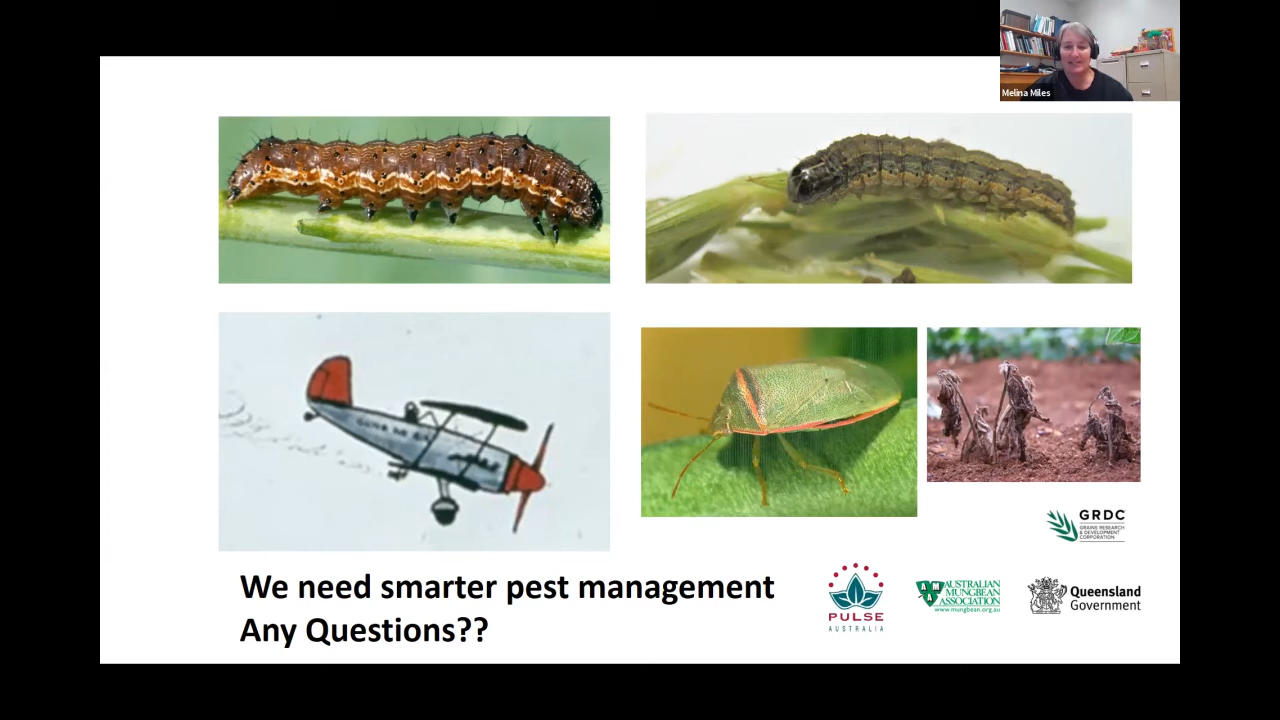 Melina Miles
GRDC
GRAINS RESEARCH
& DEVELOPMENT
CORPORATION
We need smarter pest management
Any Questions??
PULSE
AUSTRALIA
AMA
AUSTRALIAN
MUNGBEAN
ASSOCIATION
www.mungbean.org.au
Queensland
Government